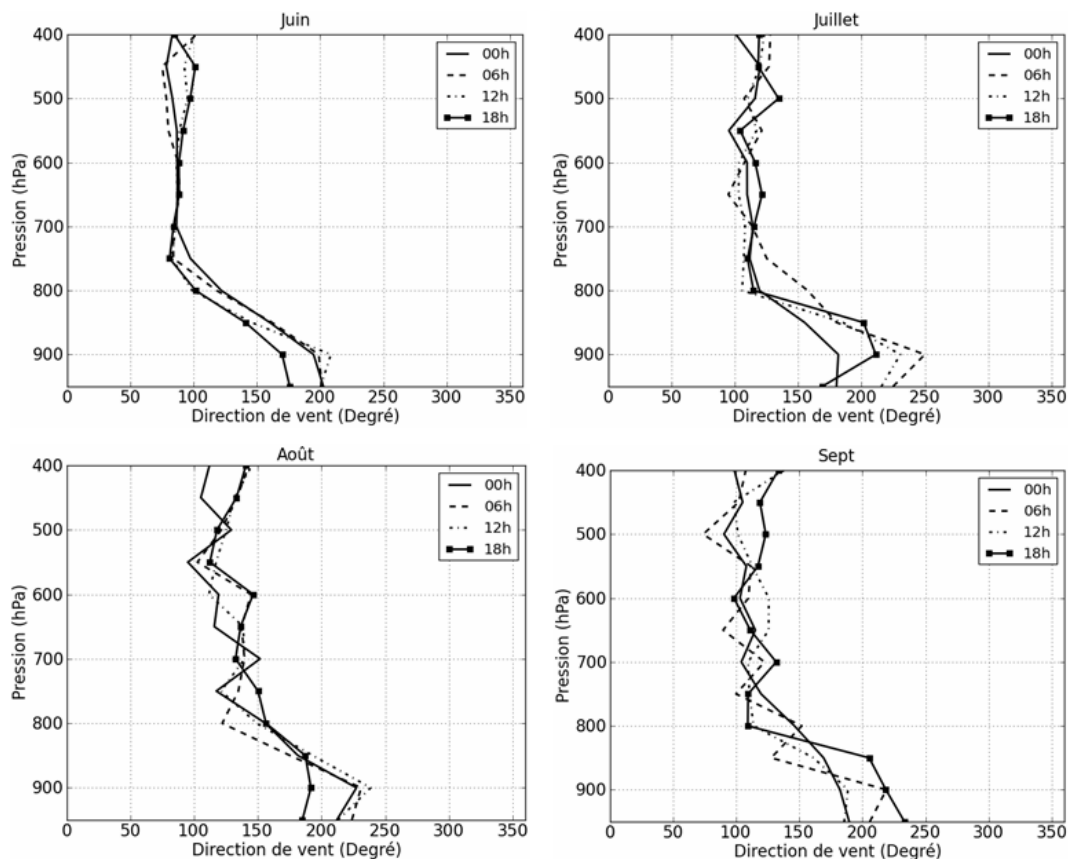 Juin
400
500
600
700
800
900
Pression (hPa)
0 50 100 150 200 250 300 350
Direction de vent (Degré)
00h
06h
12h
18h
Juillet
400
500
600
700
800
900
Pression (hPa)
0 50 100 150 200 250 300 350
Direction de vent (Degré)
00h
06h
12h
18h
Août
400
500
600
700
800
900
Pression (hPa)
0 50 100 150 200 250 300 350
Direction de vent (Degré)
00h
06h
12h
18h
Sept
400
500
600
700
800
900
Pression (hPa)
0 50 100 150 200 250 300 350
Direction de vent (Degré)
00h
06h
12h
18h